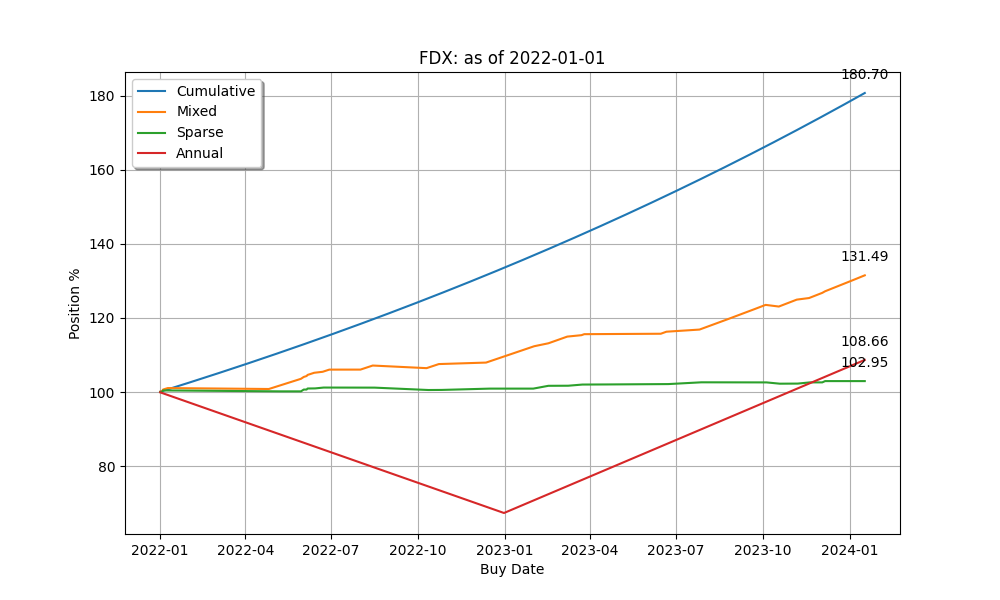 FDX: as of 2022-01-01
180.70
180
Cumulative
Mixed
Sparse
Annual
160
140
131.49
120
108.66
102.95
100
80
Position %
2022-01 2022-04 2022-07 2022-10 2023-01 2023-04 2023-07 2023-10 2024-01
Buy Date